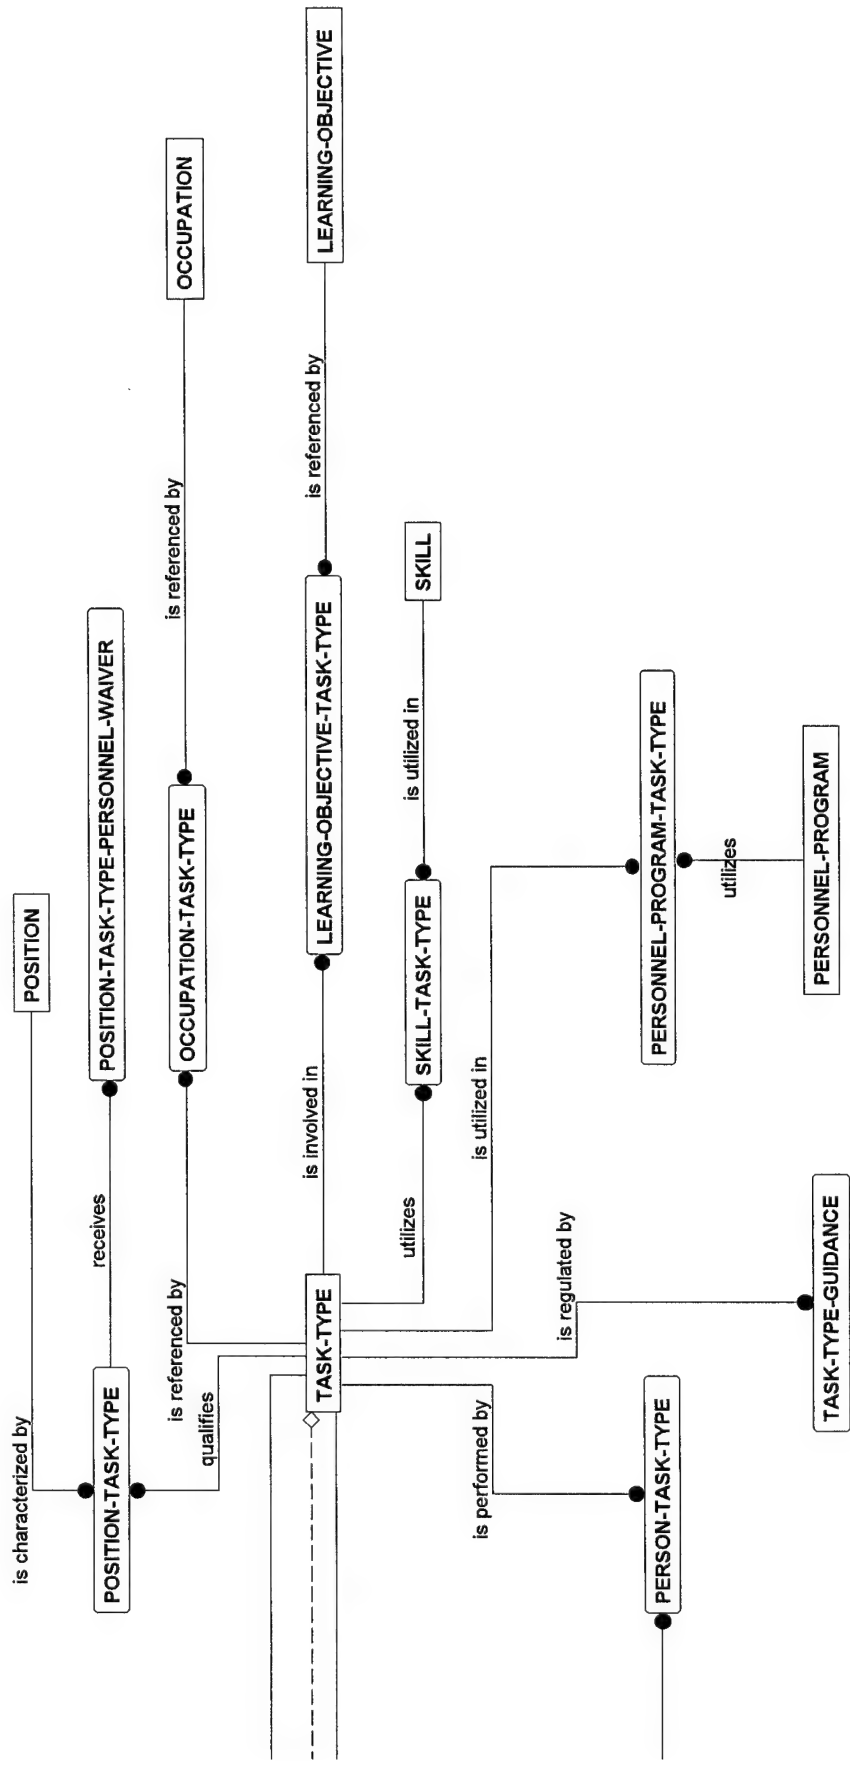 is characterized by
POSITION
POSITION-TASK-TYPE
receives
POSITION-TASK-TYPE-PERSONNEL-WAIVER
qualifies
is referenced by
OCCUPATION-TASK-TYPE
is referenced by
OCCUPATION
TASK-TYPE
is involved in
LEARNING-OBJECTIVE-TASK-TYPE
is referenced by
LEARNING-OBJECTIVE
utilizes
SKILL-TASK-TYPE
is utilized in
SKILL
is performed by
is utilized in
is regulated by
PERSON-TASK-TYPE
PERSONNEL-PROGRAM-TASK-TYPE
utilizes
TASK-TYPE-GUIDANCE
PERSONNEL-PROGRAM